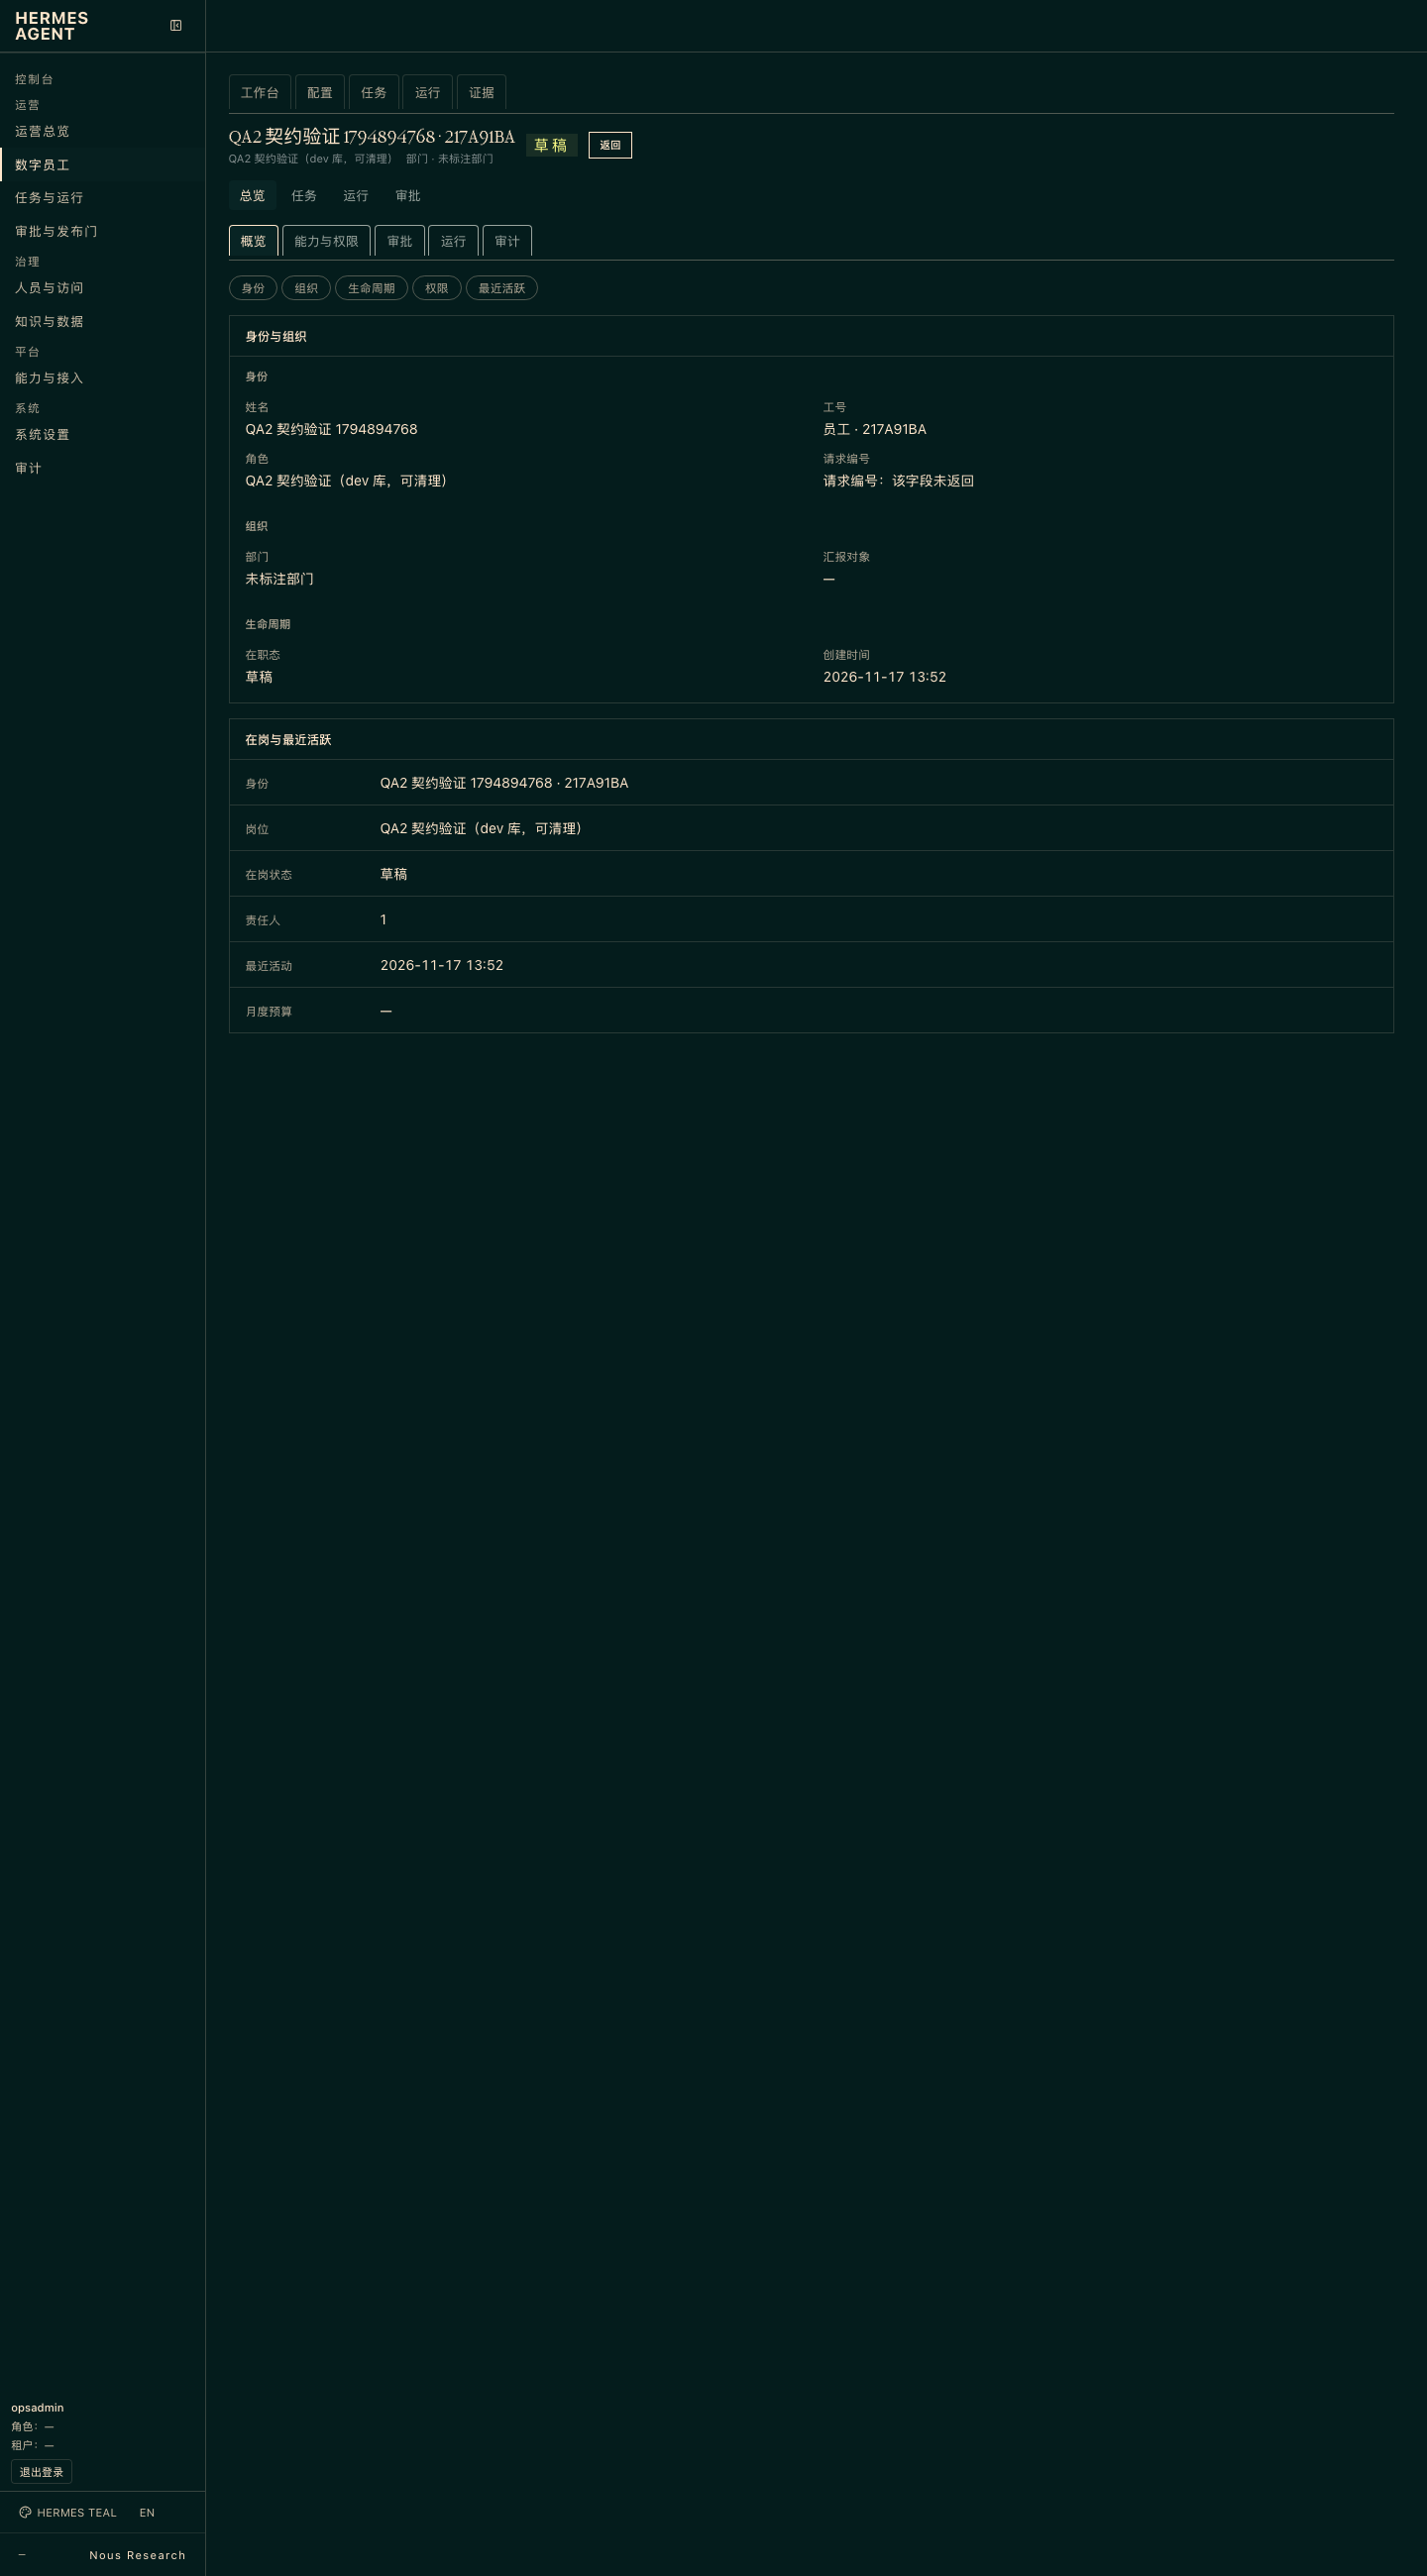 HERMES
AGENT
控制台
运营
运营总览
数字员工
任务与运行
审批与发布门
治理
人员与访问
知识与数据
平台
能力与接入
系统
系统设置
审计
工作台 配置 任务 运行 证据
QA2 契约验证 1794894768 · 217A91BA 草稿 返回
QA2 契约验证（dev 库，可清理） 部门 · 未标注部门
总览 任务 运行 审批
概览 能力与权限 审批 运行 审计
身份 组织 生命周期 权限 最近活跃
身份与组织
身份
姓名 工号
QA2 契约验证 1794894768 员工 · 217A91BA
角色 请求编号
QA2 契约验证（dev 库，可清理） 请求编号：该字段未返回
组织
部门 汇报对象
未标注部门 —
生命周期
在职态 创建时间
草稿 2026-11-17 13:52
在岗与最近活跃
身份 QA2 契约验证 1794894768 · 217A91BA
岗位 QA2 契约验证（dev 库，可清理）
在岗状态 草稿
责任人 1
最近活动 2026-11-17 13:52
月度预算 —
opsadmin
角色：—
租户：—
退出登录
HERMES TEAL EN
— Nous Research